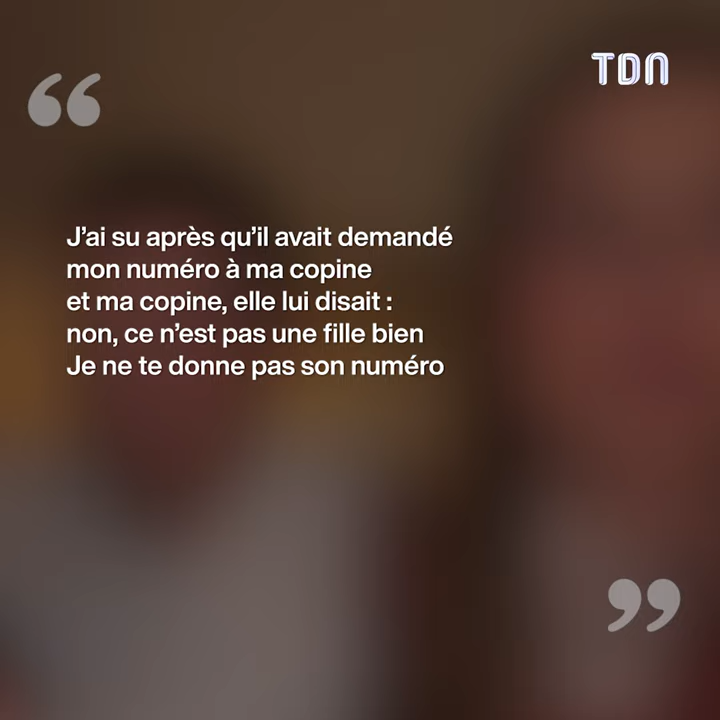 TDN
“
J’ai su après qu’il avait demandé
mon numéro à ma copine
et ma copine, elle lui disait :
non, ce n’est pas une fille bien
Je ne te donne pas son numéro
”